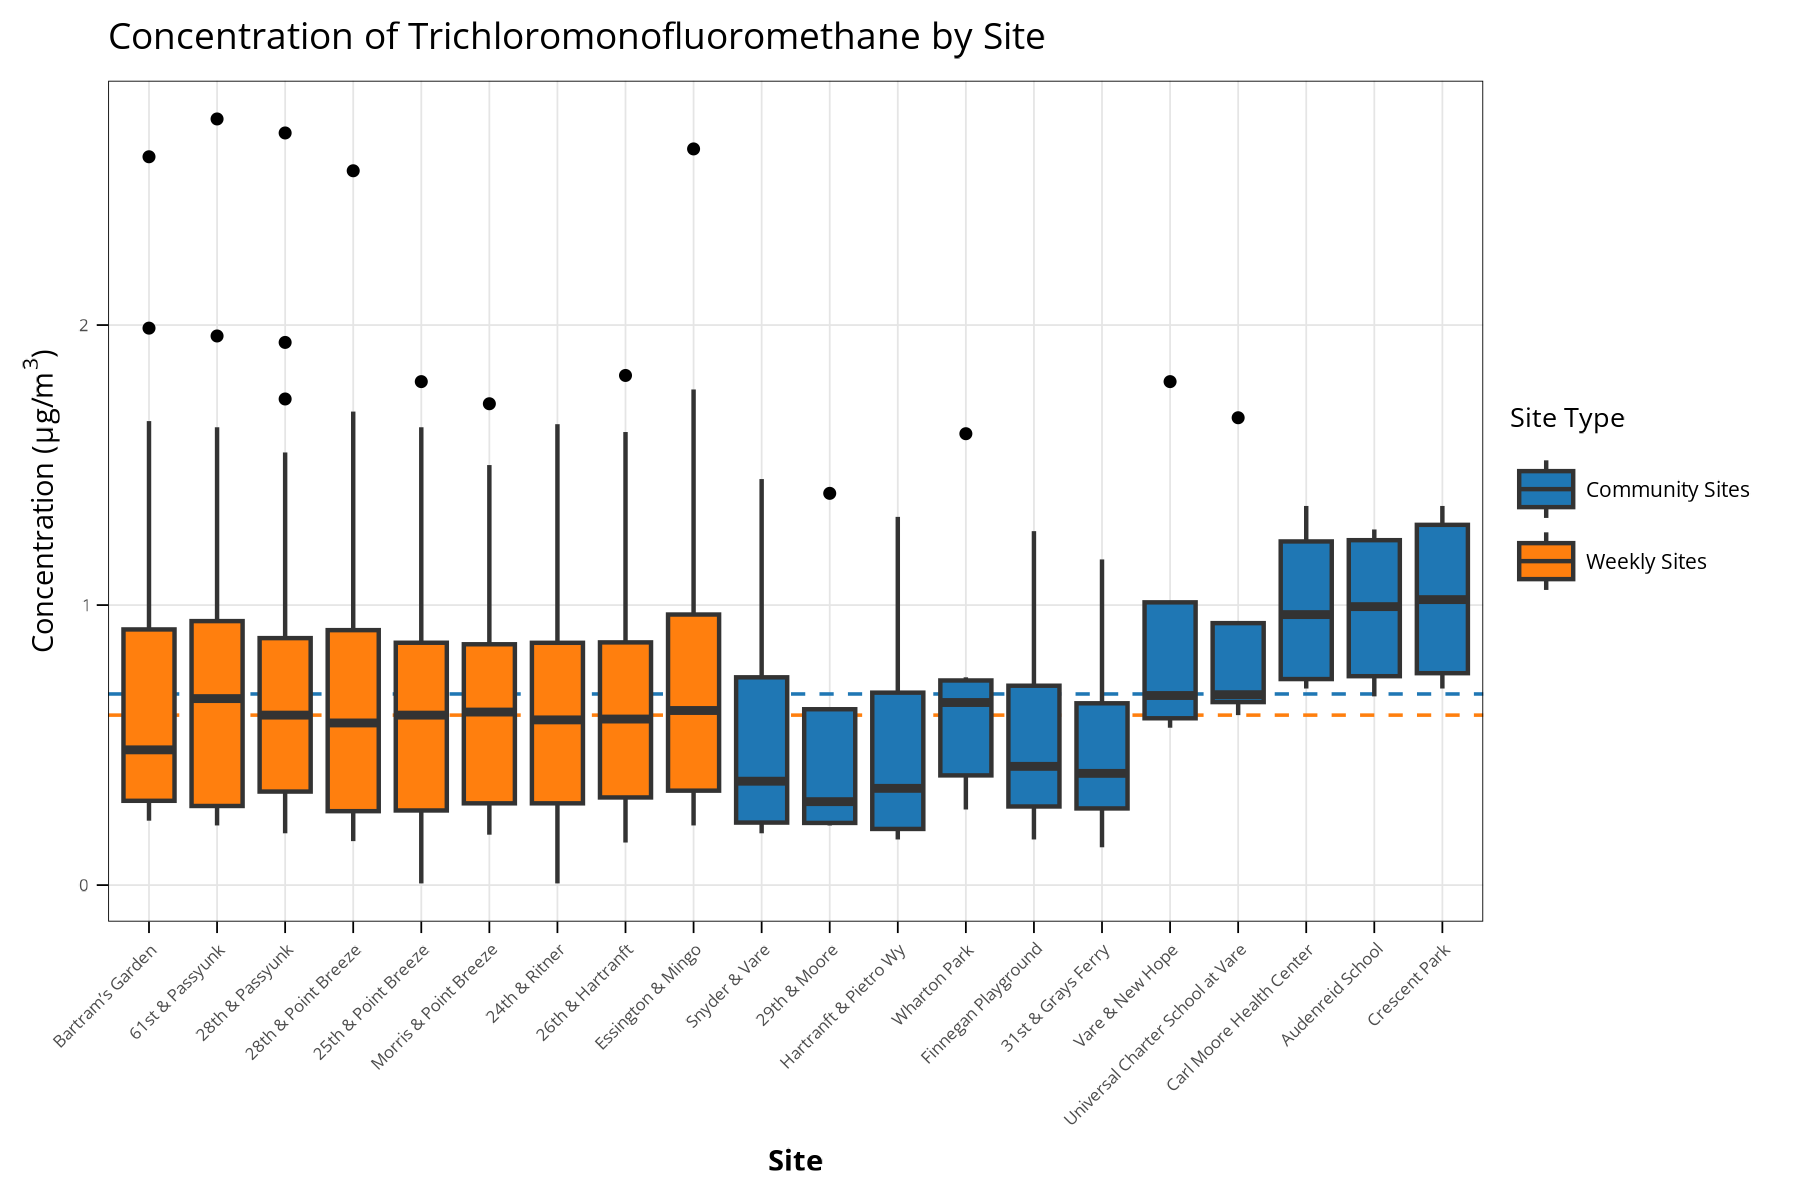 Concentration of Trichloromonofluoromethane by Site
Concentration (µg/m³)
2
1
0
Bartram's Garden
61st & Passyunk
28th & Passyunk
28th & Point Breeze
25th & Point Breeze
Morris & Point Breeze
24th & Ritner
26th & Hartranft
Essington & Mingo
Snyder & Vare
29th & Moore
Hartranft & Pietro Wy
Wharton Park
Finnegan Playground
31st & Grays Ferry
Vare & New Hope
Universal Charter School at Vare
Carl Moore Health Center
Audenreid School
Crescent Park
Site
Site Type
Community Sites
Weekly Sites